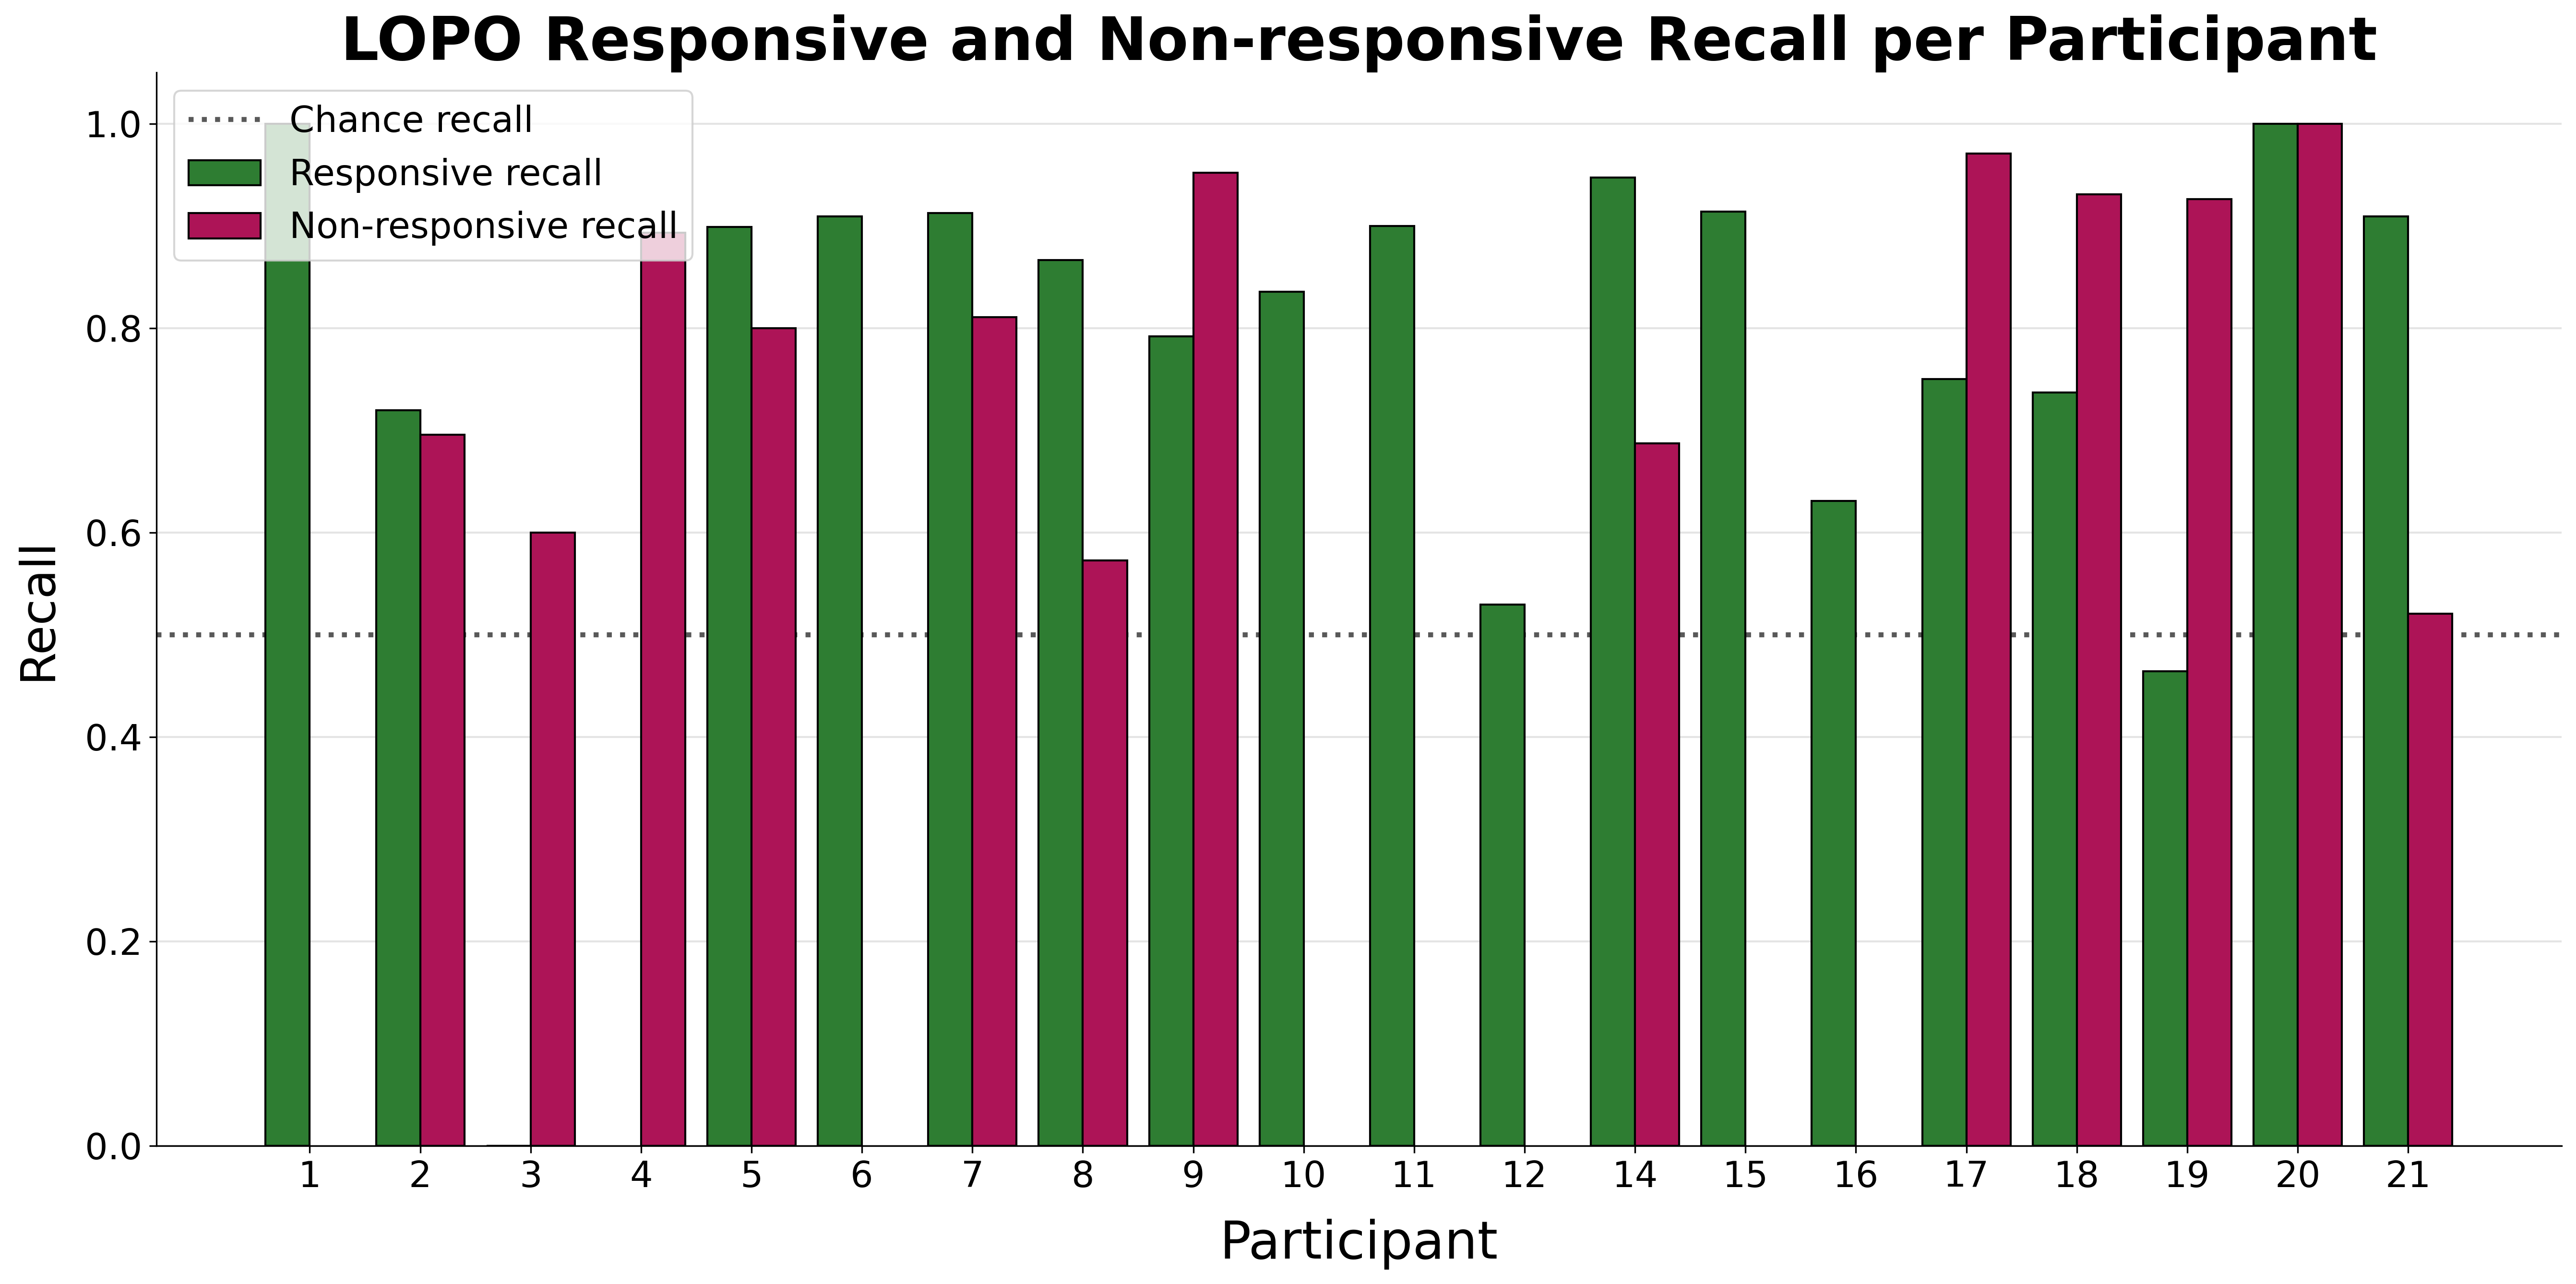 LOPO Responsive and Non-responsive Recall per Participant
Chance recall
Responsive recall
Non-responsive recall
1.0
0.8
0.6
0.4
0.2
0.0
Recall
1 2 3 4 5 6 7 8 9 10 11 12 14 15 16 17 18 19 20 21
Participant